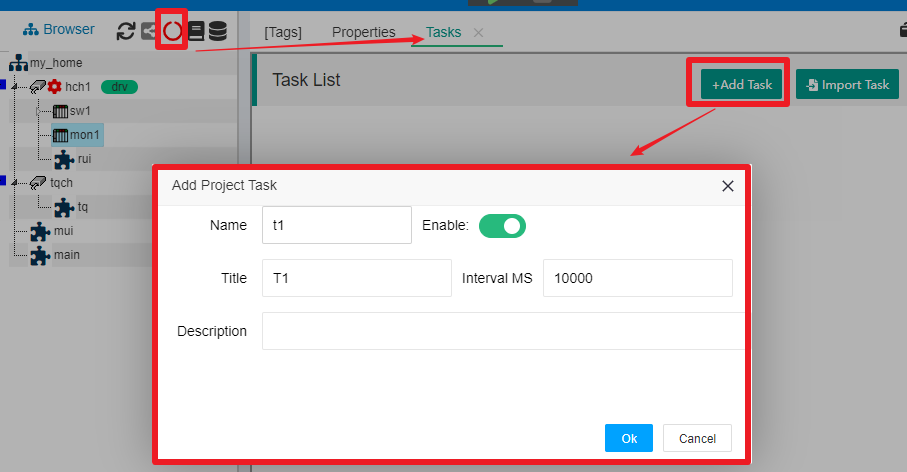 Browser
[Tags] Properties Tasks
my_home
hch1 drv
sw1
mon1
rui
tqch
tq
mui
main
Task List
+Add Task Import Task
Add Project Task
Name t1 Enable:
Title T1 Interval MS 10000
Description
Ok Cancel